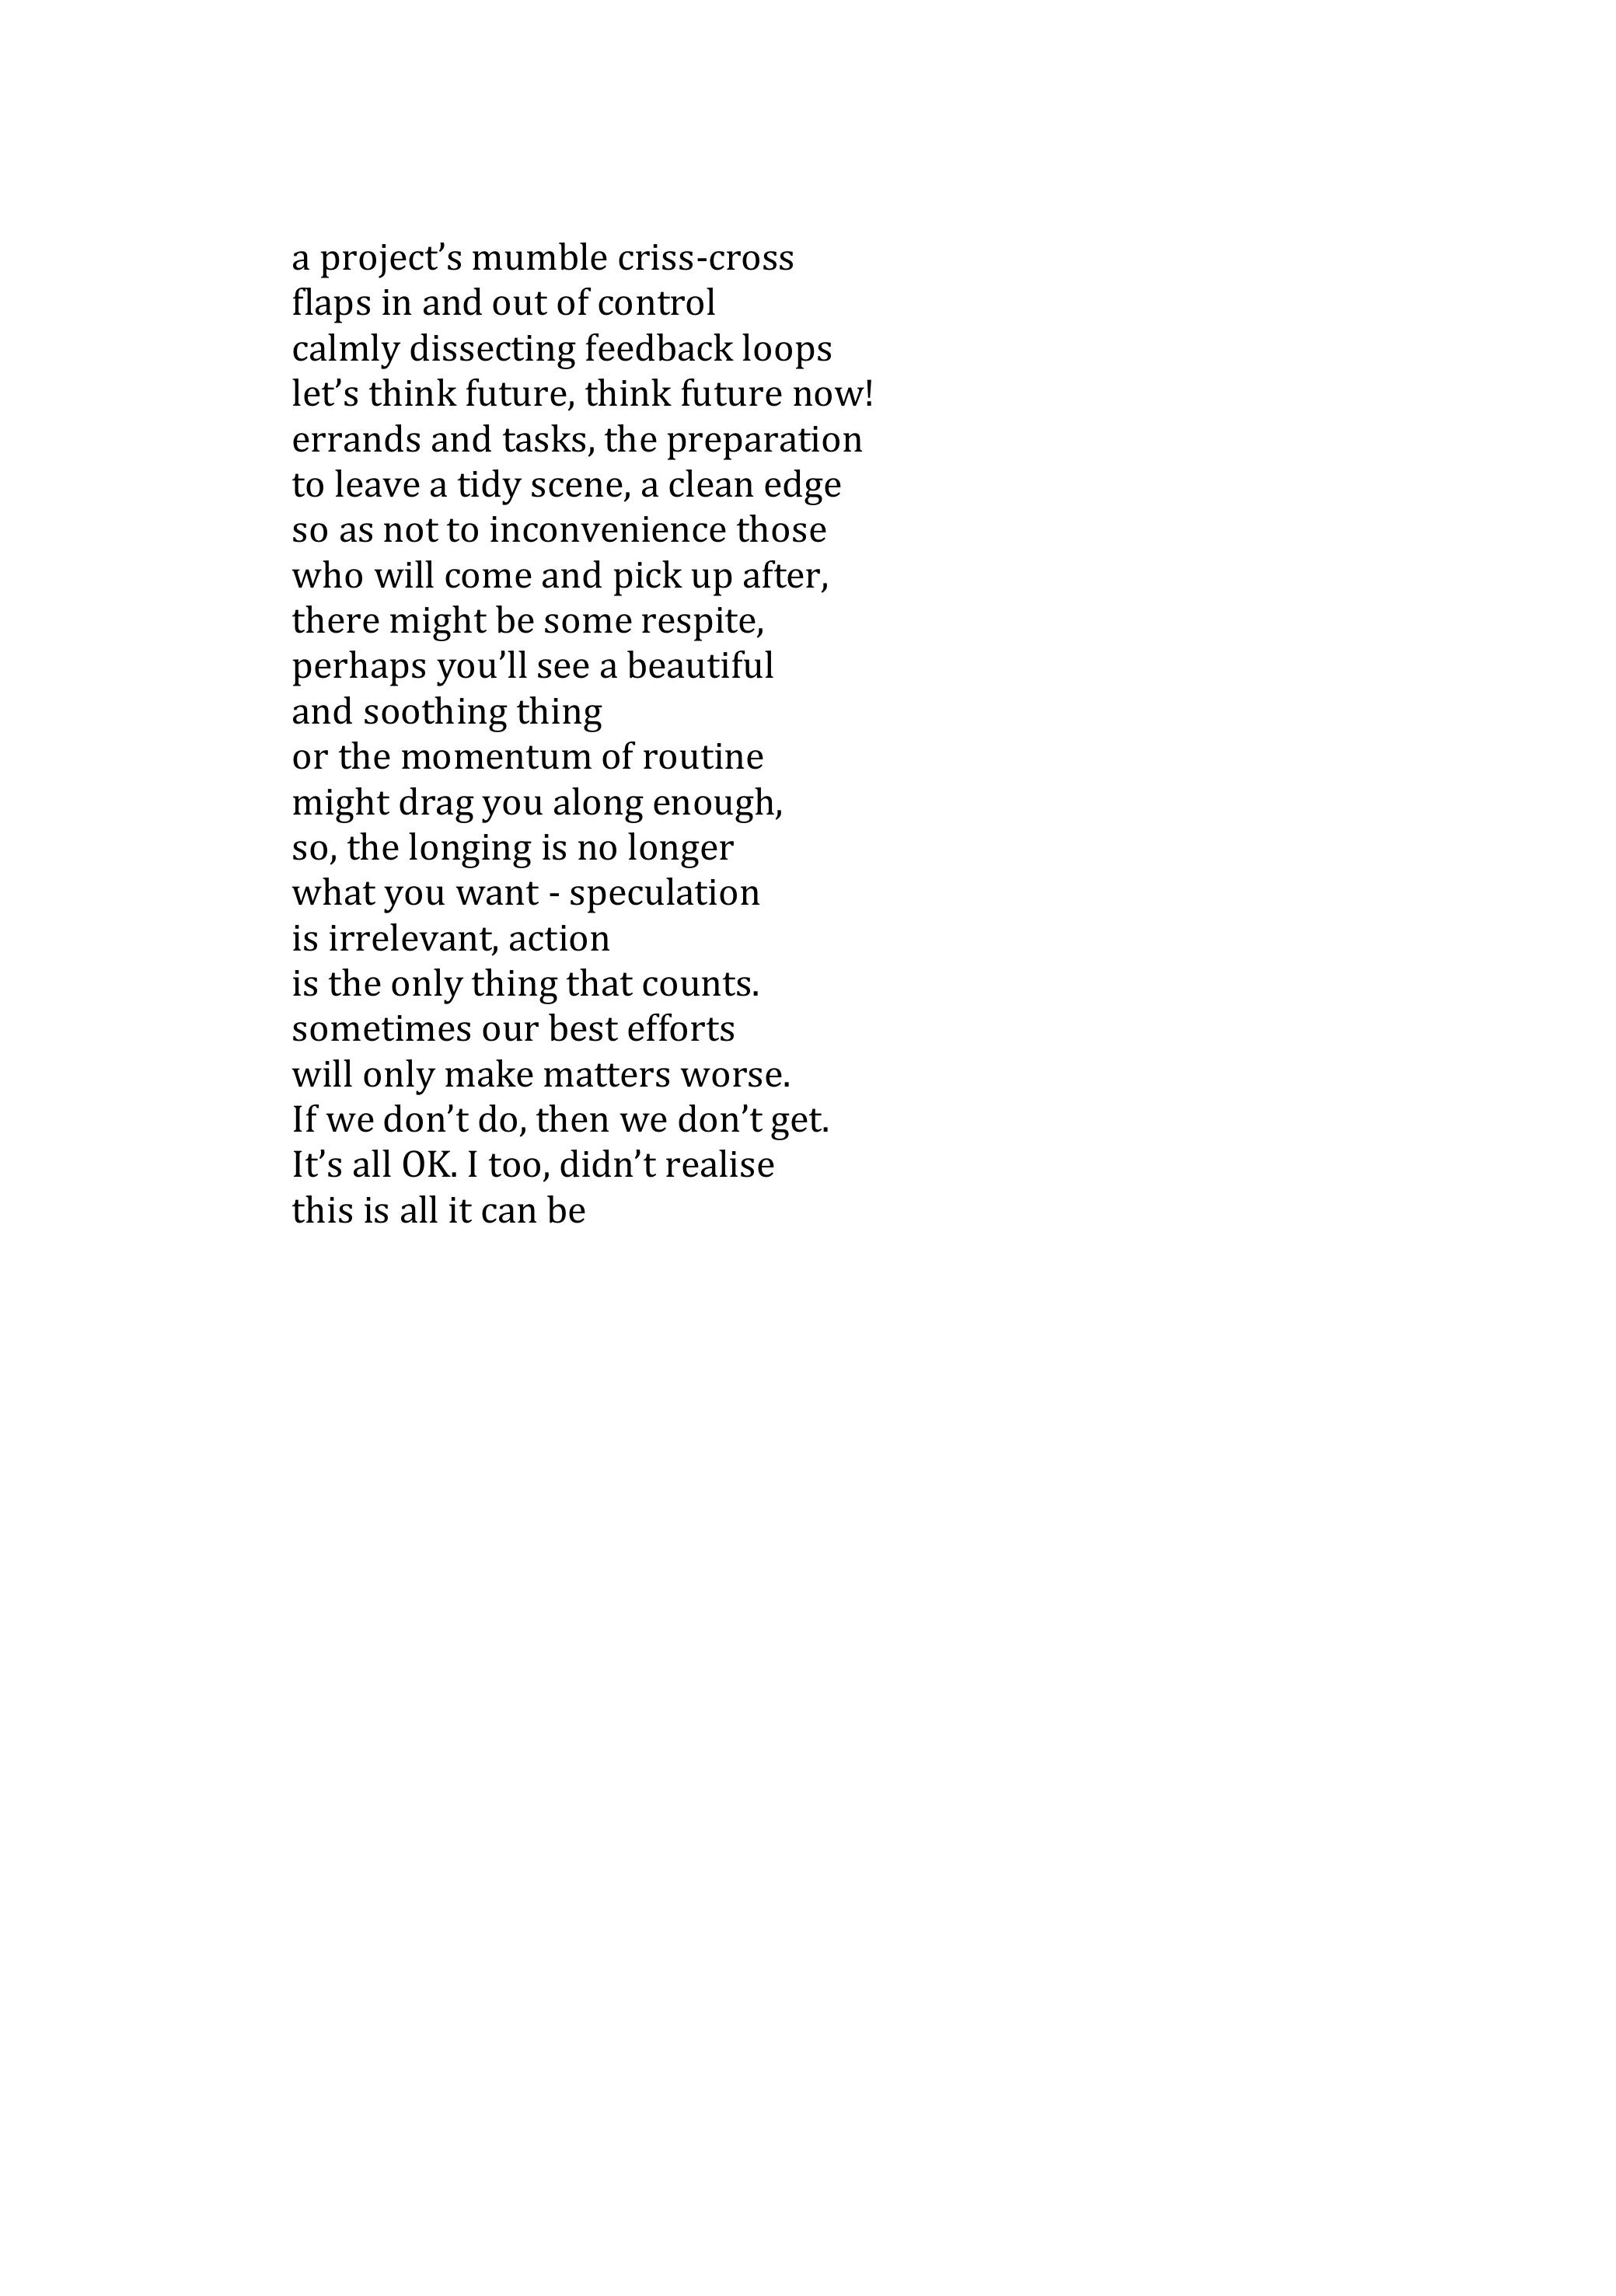 a project’s mumble criss-cross
flaps in and out of control
calmly dissecting feedback loops
let’s think future, think future now!
errands and tasks, the preparation
to leave a tidy scene, a clean edge
so as not to inconvenience those
who will come and pick up after,
there might be some respite,
perhaps you’ll see a beautiful
and soothing thing
or the momentum of routine
might drag you along enough,
so, the longing is no longer
what you want - speculation
is irrelevant, action
is the only thing that counts.
sometimes our best efforts
will only make matters worse.
If we don’t do, then we don’t get.
It’s all OK. I too, didn’t realise
this is all it can be